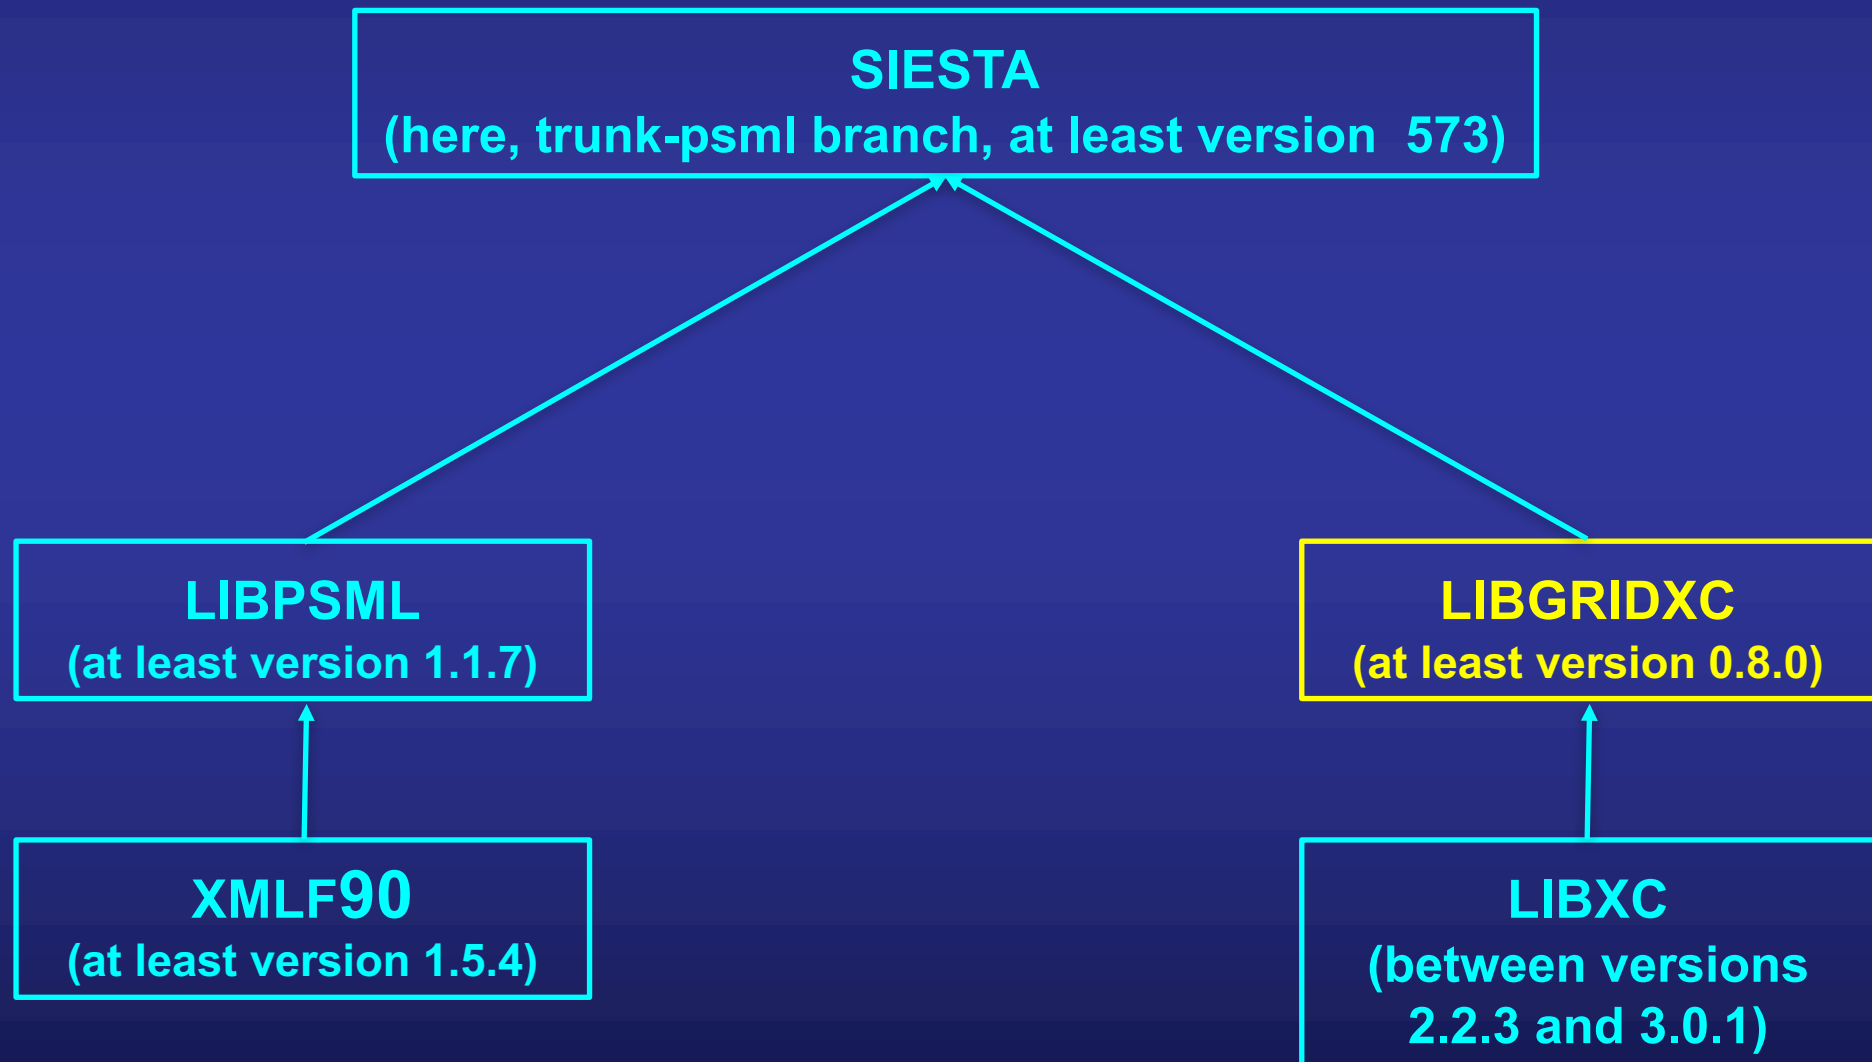 SIESTA
(here, trunk-psml branch, at least version 573)
LIBPSML
(at least version 1.1.7)
LIBGRIDXC
(at least version 0.8.0)
XMLF90
(at least version 1.5.4)
LIBXC
(between versions
2.2.3 and 3.0.1)